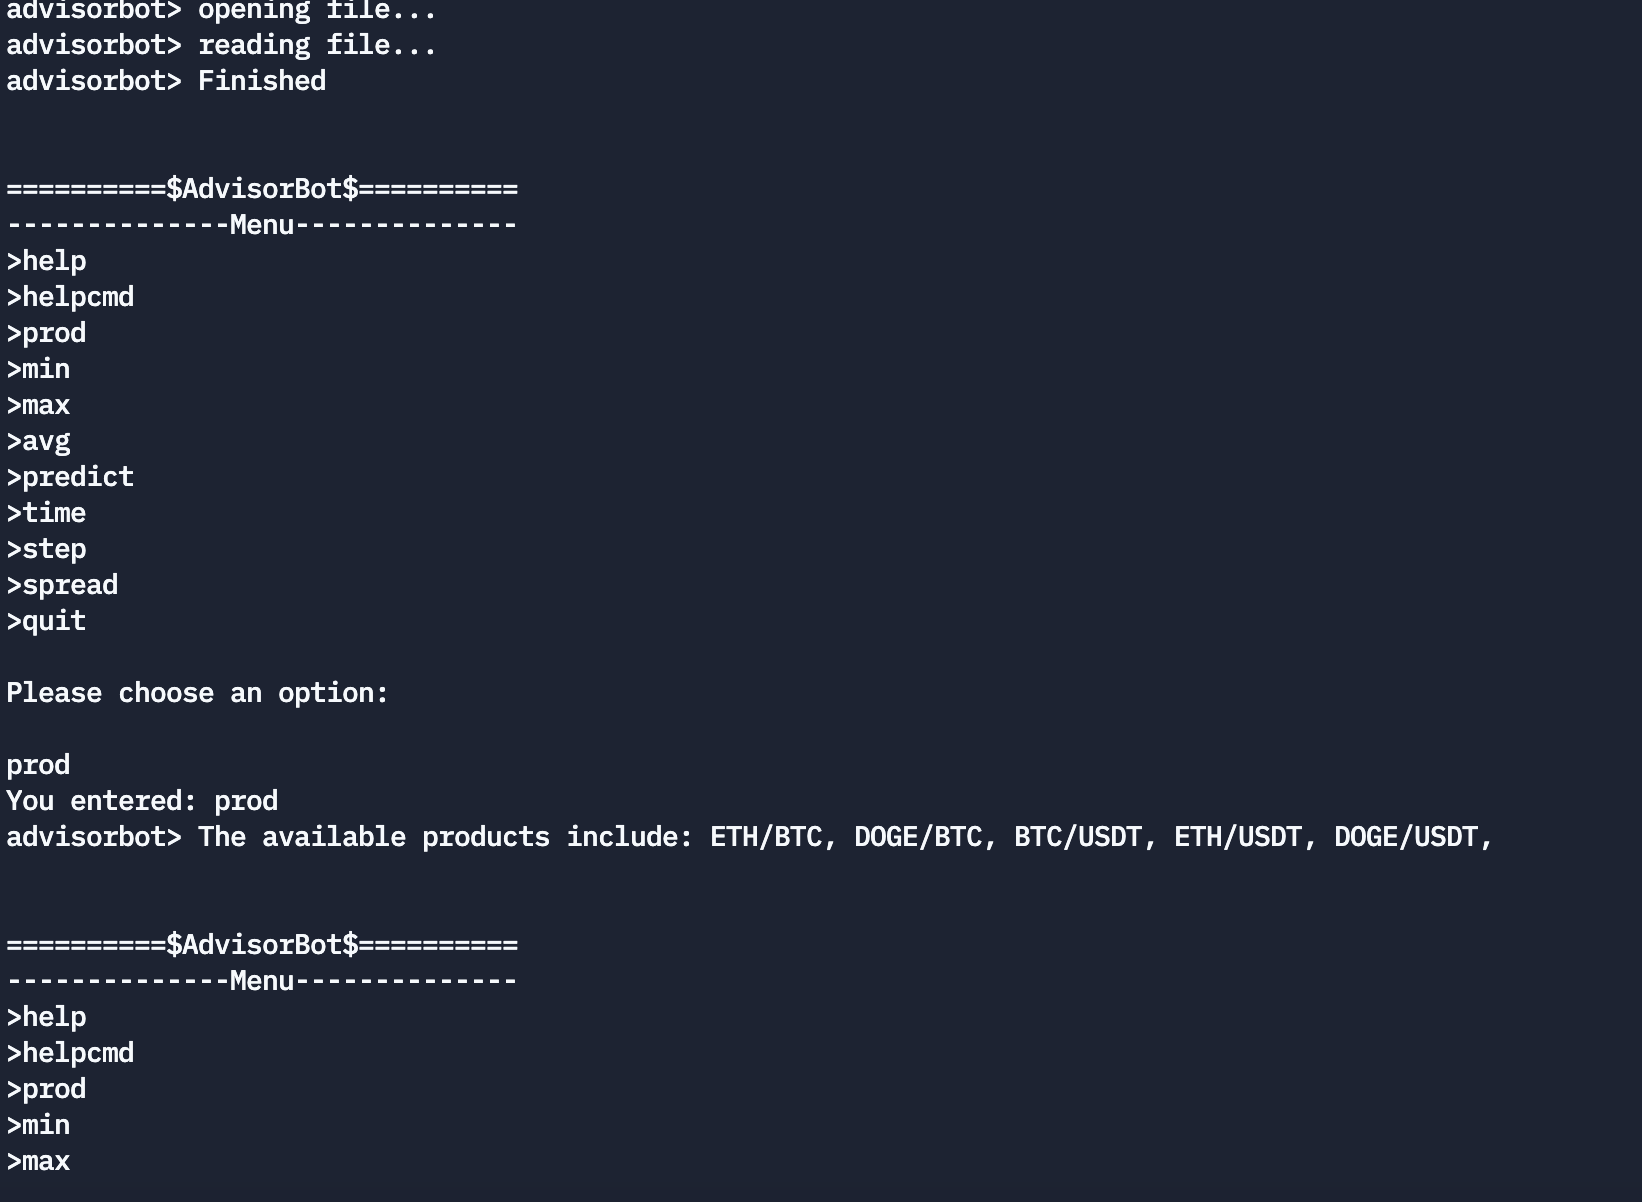 advisorbot> opening file...
advisorbot> reading file...
advisorbot> Finished
==========$AdvisorBot$==========
--------------Menu--------------
>help
>helpcmd
>prod
>min
>max
>avg
>predict
>time
>step
>spread
>quit
Please choose an option:
prod
You entered: prod
advisorbot> The available products include: ETH/BTC, DOGE/BTC, BTC/USDT, ETH/USDT, DOGE/USDT,
==========$AdvisorBot$==========
--------------Menu--------------
>help
>helpcmd
>prod
>min
>max